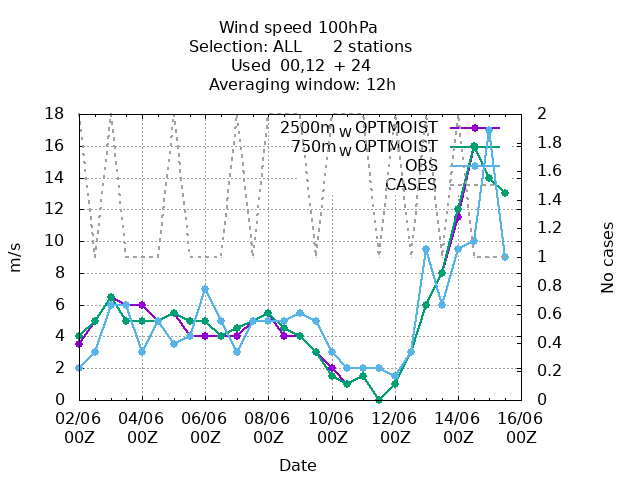 Wind speed 100hPa
Selection: ALL 2 stations
Used 00,12 + 24
Averaging window: 12h
2500m W OPTMOIST
750m W OPTMOIST
OBS
CASES
m/s
18
16
14
12
10
8
6
4
2
0
No cases
2
1.8
1.6
1.4
1.2
1
0.8
0.6
0.4
0.2
0
02/06 04/06 06/06 08/06 10/06 12/06 14/06 16/06
00Z 00Z 00Z 00Z 00Z 00Z 00Z 00Z
Date